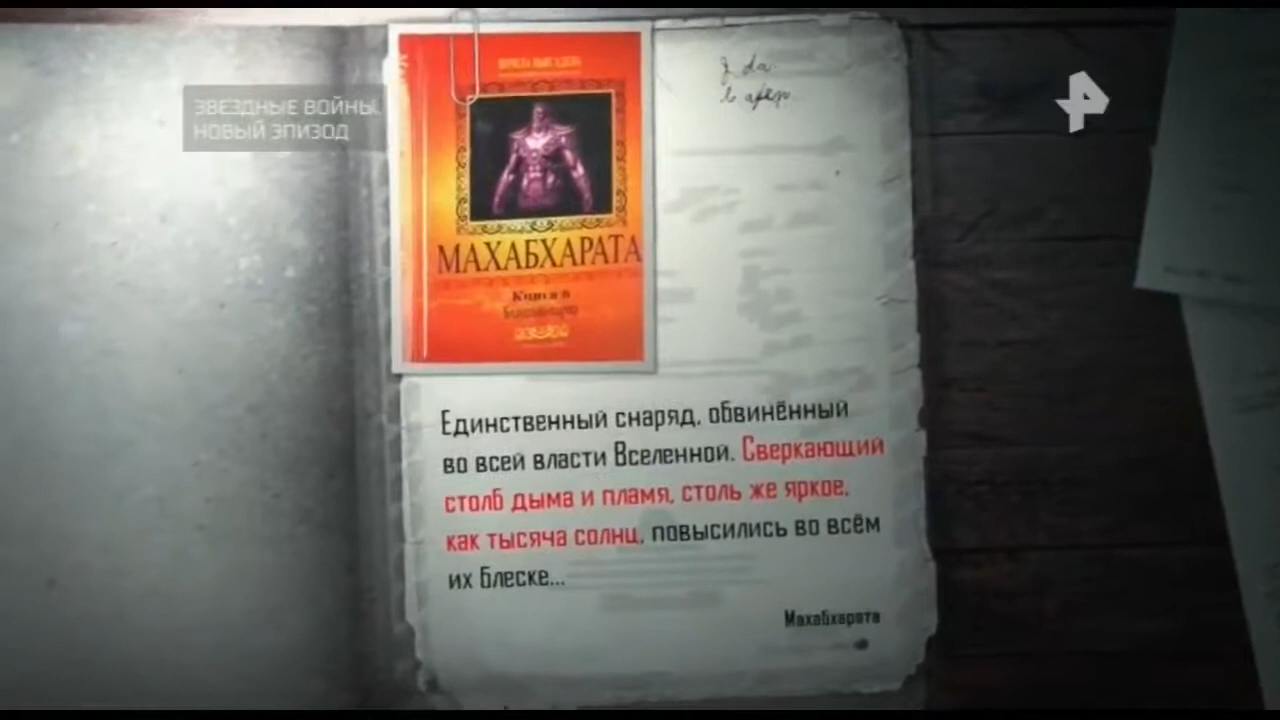 ЗВЕЗДНЫЕ ВОЙНЫ.
НОВЫЙ ЭПИЗОД
МАХАБХАРАТА
Книга
Единственный снаряд, обвинённый
во всей власти Вселенной. Сверкающий
столб дыма и пламя, столь же яркое,
как тысяча солнц, повысились во всём
их блеске...
Махабхарата